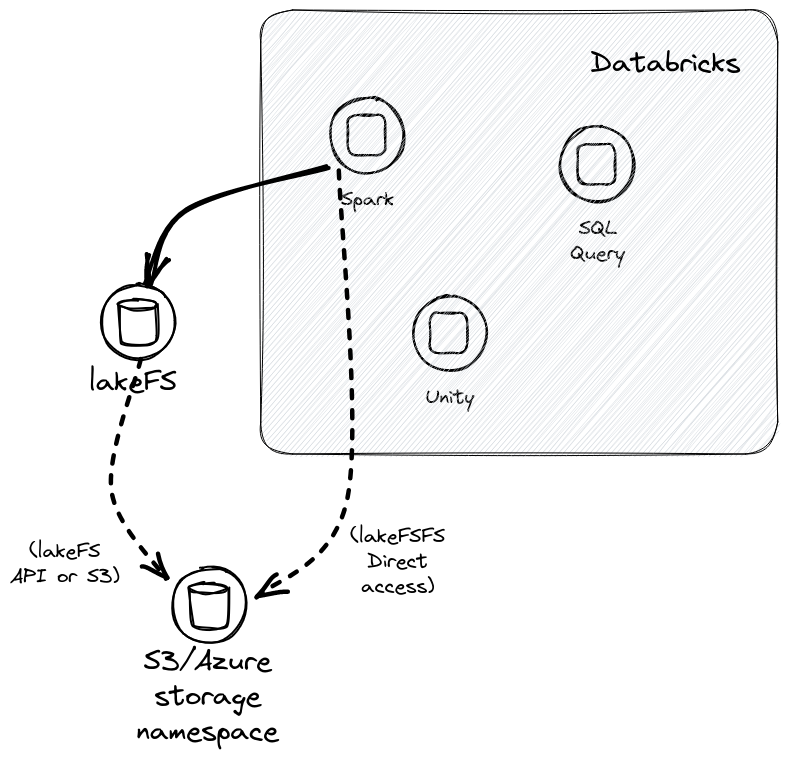 Databricks
Spark
SQL
Query
lakeFS
Unity
(lakeFS
API or S3)
(lakeFSFS
Direct
access)
S3/Azure
storage
namespace